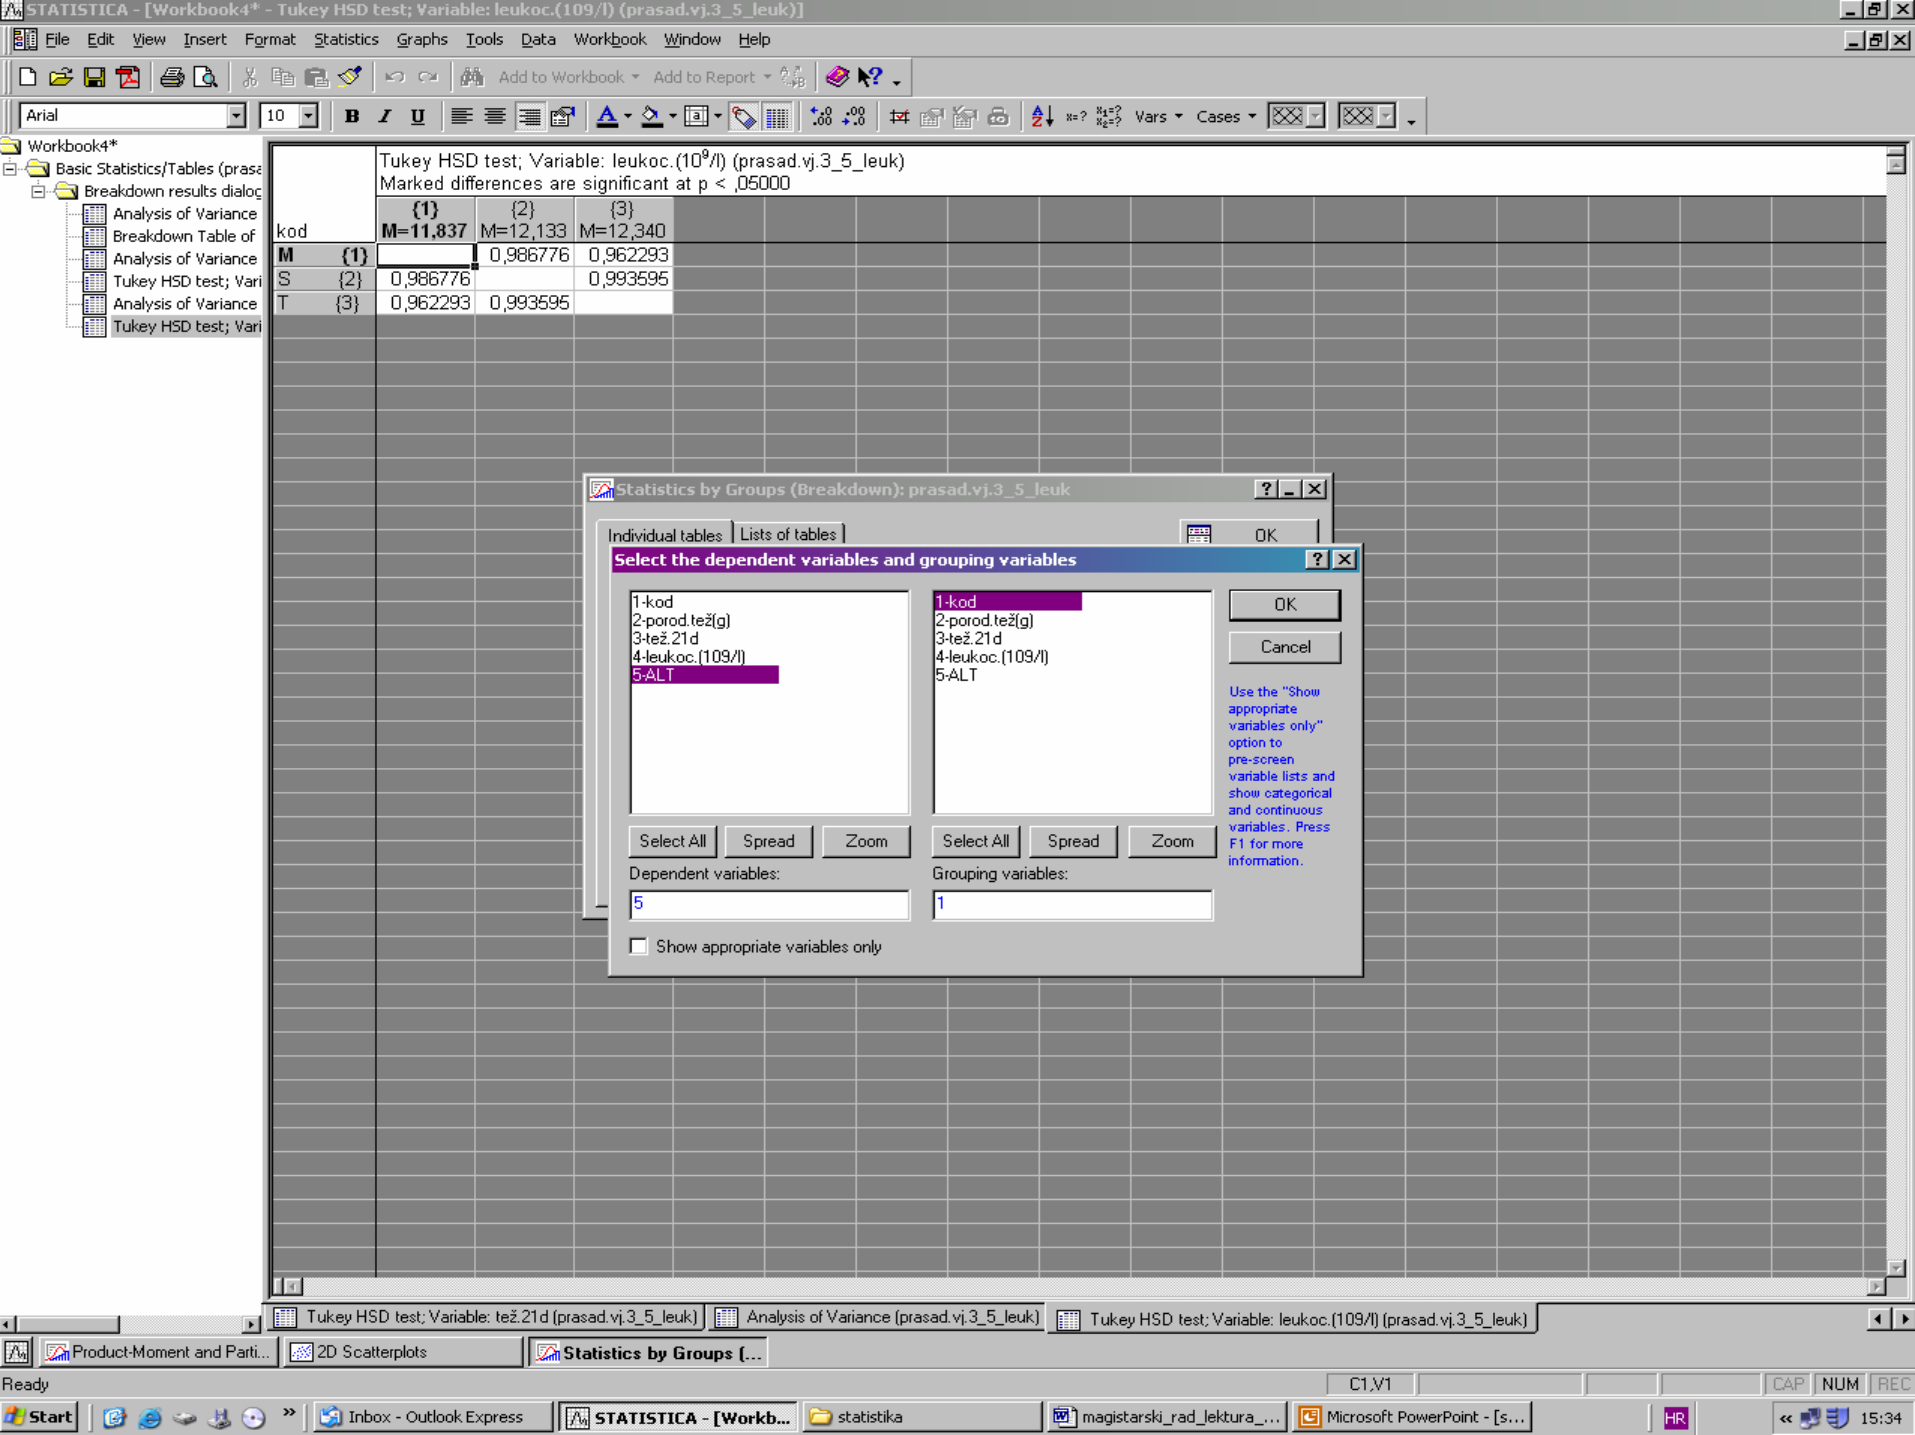 STATISTICA - [Workbook4* - Tukey HSD test; Variable: leukoc.(109/l) (prasad.vj.3_5_leuk)]
File Edit View Insert Format Statistics Graphs Tools Data Workbook Window Help
Add to Workbook Add to Report
Arial 10 B I U A Vars Cases
Workbook4*
Basic Statistics/Tables (prasa
Breakdown results dialog
Analysis of Variance
Breakdown Table of
Analysis of Variance
Tukey HSD test; Vari
Analysis of Variance
Tukey HSD test; Vari
Tukey HSD test; Variable: leukoc.(10⁹/l) (prasad.vj.3_5_leuk)
Marked differences are significant at p < ,05000
{1} {2} {3}
kod M=11,837 M=12,133 M=12,340
M {1} 0,986776 0,962293
S {2} 0,986776 0,993595
T {3} 0,962293 0,993595
Statistics by Groups (Breakdown): prasad.vj.3_5_leuk
Individual tables Lists of tables OK
Select the dependent variables and grouping variables
1-kod
2-porod.tež(g)
3-tež.21d
4-leukoc.(109/l)
5-ALT
1-kod
2-porod.tež(g)
3-tež.21d
4-leukoc.(109/l)
5-ALT
OK
Cancel
Use the "Show
appropriate
variables only"
option to
pre-screen
variable lists and
show categorical
and continuous
variables. Press
F1 for more
information.
Select All Spread Zoom Select All Spread Zoom
Dependent variables: Grouping variables:
5 1
Show appropriate variables only
Tukey HSD test; Variable: tež.21d (prasad.vj.3_5_leuk) Analysis of Variance (prasad.vj.3_5_leuk) Tukey HSD test; Variable: leukoc.(109/l) (prasad.vj.3_5_leuk)
Product-Moment and Parti... 2D Scatterplots Statistics by Groups (...
Ready C1,V1 CAP NUM REC
Start Inbox - Outlook Express STATISTICA - [Workb... statistika magistarski_rad_lektura_... Microsoft PowerPoint - [s... HR 15:34